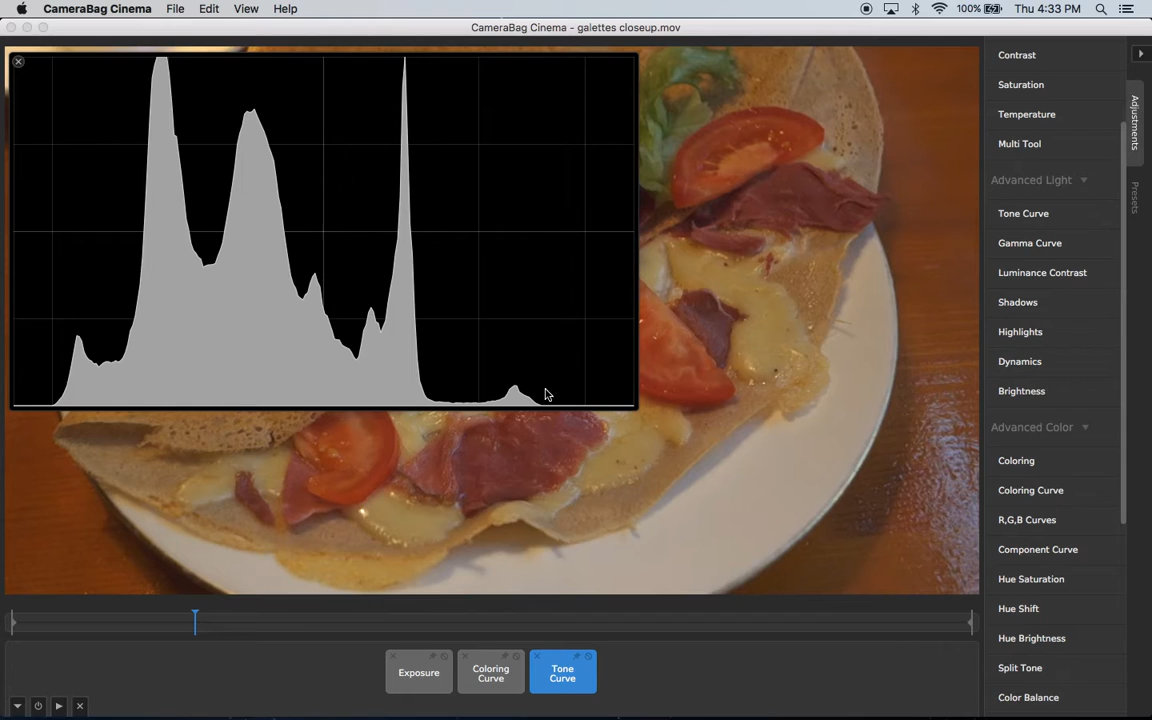 CameraBag Cinema File Edit View Help 100% Thu 4:33 PM
CameraBag Cinema - galettes closeup.mov
Contrast
Saturation
Temperature
Multi Tool
Advanced Light
Tone Curve
Gamma Curve
Luminance Contrast
Shadows
Highlights
Dynamics
Brightness
Advanced Color
Coloring
Coloring Curve
R,G,B Curves
Component Curve
Hue Saturation
Hue Shift
Hue Brightness
Split Tone
Color Balance
Adjustments
Presets
Exposure
Coloring
Curve
Tone
Curve